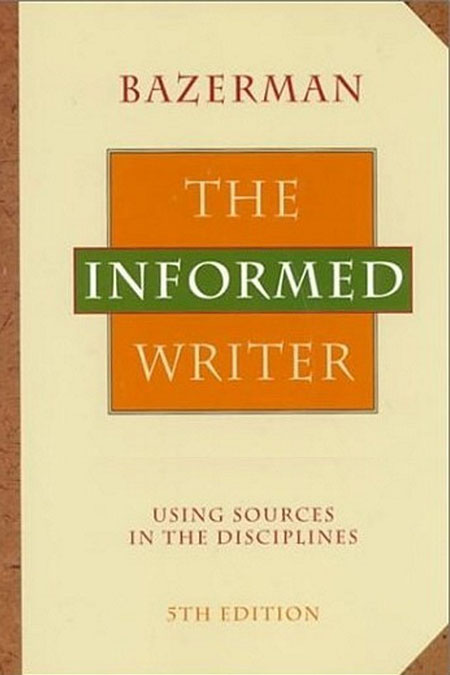 BAZERMAN
THE
INFORMED
WRITER
USING SOURCES
IN THE DISCIPLINES
5TH EDITION